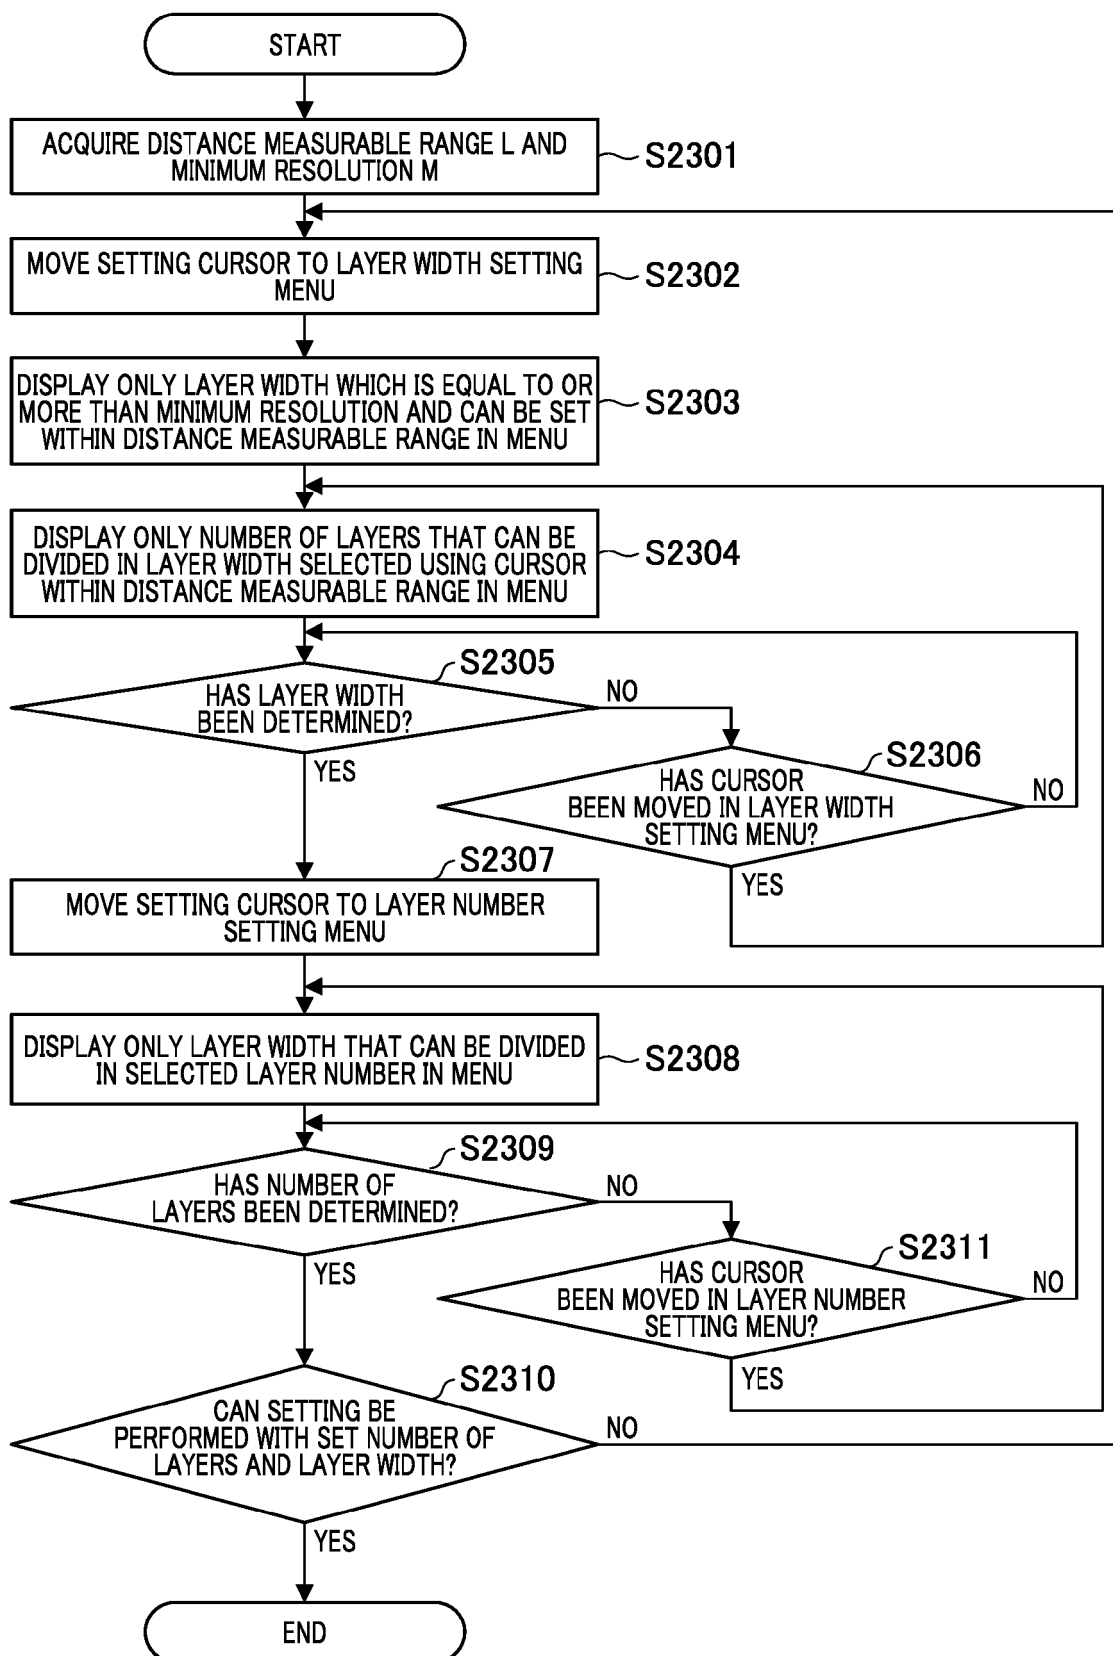 START
ACQUIRE DISTANCE MEASURABLE RANGE L AND
MINIMUM RESOLUTION M
S2301
MOVE SETTING CURSOR TO LAYER WIDTH SETTING
MENU
S2302
DISPLAY ONLY LAYER WIDTH WHICH IS EQUAL TO OR
MORE THAN MINIMUM RESOLUTION AND CAN BE SET
WITHIN DISTANCE MEASURABLE RANGE IN MENU
S2303
DISPLAY ONLY NUMBER OF LAYERS THAT CAN BE
DIVIDED IN LAYER WIDTH SELECTED USING CURSOR
WITHIN DISTANCE MEASURABLE RANGE IN MENU
S2304
S2305
HAS LAYER WIDTH
BEEN DETERMINED?
NO
YES
S2306
HAS CURSOR
BEEN MOVED IN LAYER WIDTH
SETTING MENU?
NO
YES
S2307
MOVE SETTING CURSOR TO LAYER NUMBER
SETTING MENU
DISPLAY ONLY LAYER WIDTH THAT CAN BE DIVIDED
IN SELECTED LAYER NUMBER IN MENU
S2308
S2309
HAS NUMBER OF
LAYERS BEEN DETERMINED?
NO
YES
S2311
HAS CURSOR
BEEN MOVED IN LAYER NUMBER
SETTING MENU?
NO
YES
S2310
CAN SETTING BE
PERFORMED WITH SET NUMBER OF
LAYERS AND LAYER WIDTH?
NO
YES
END